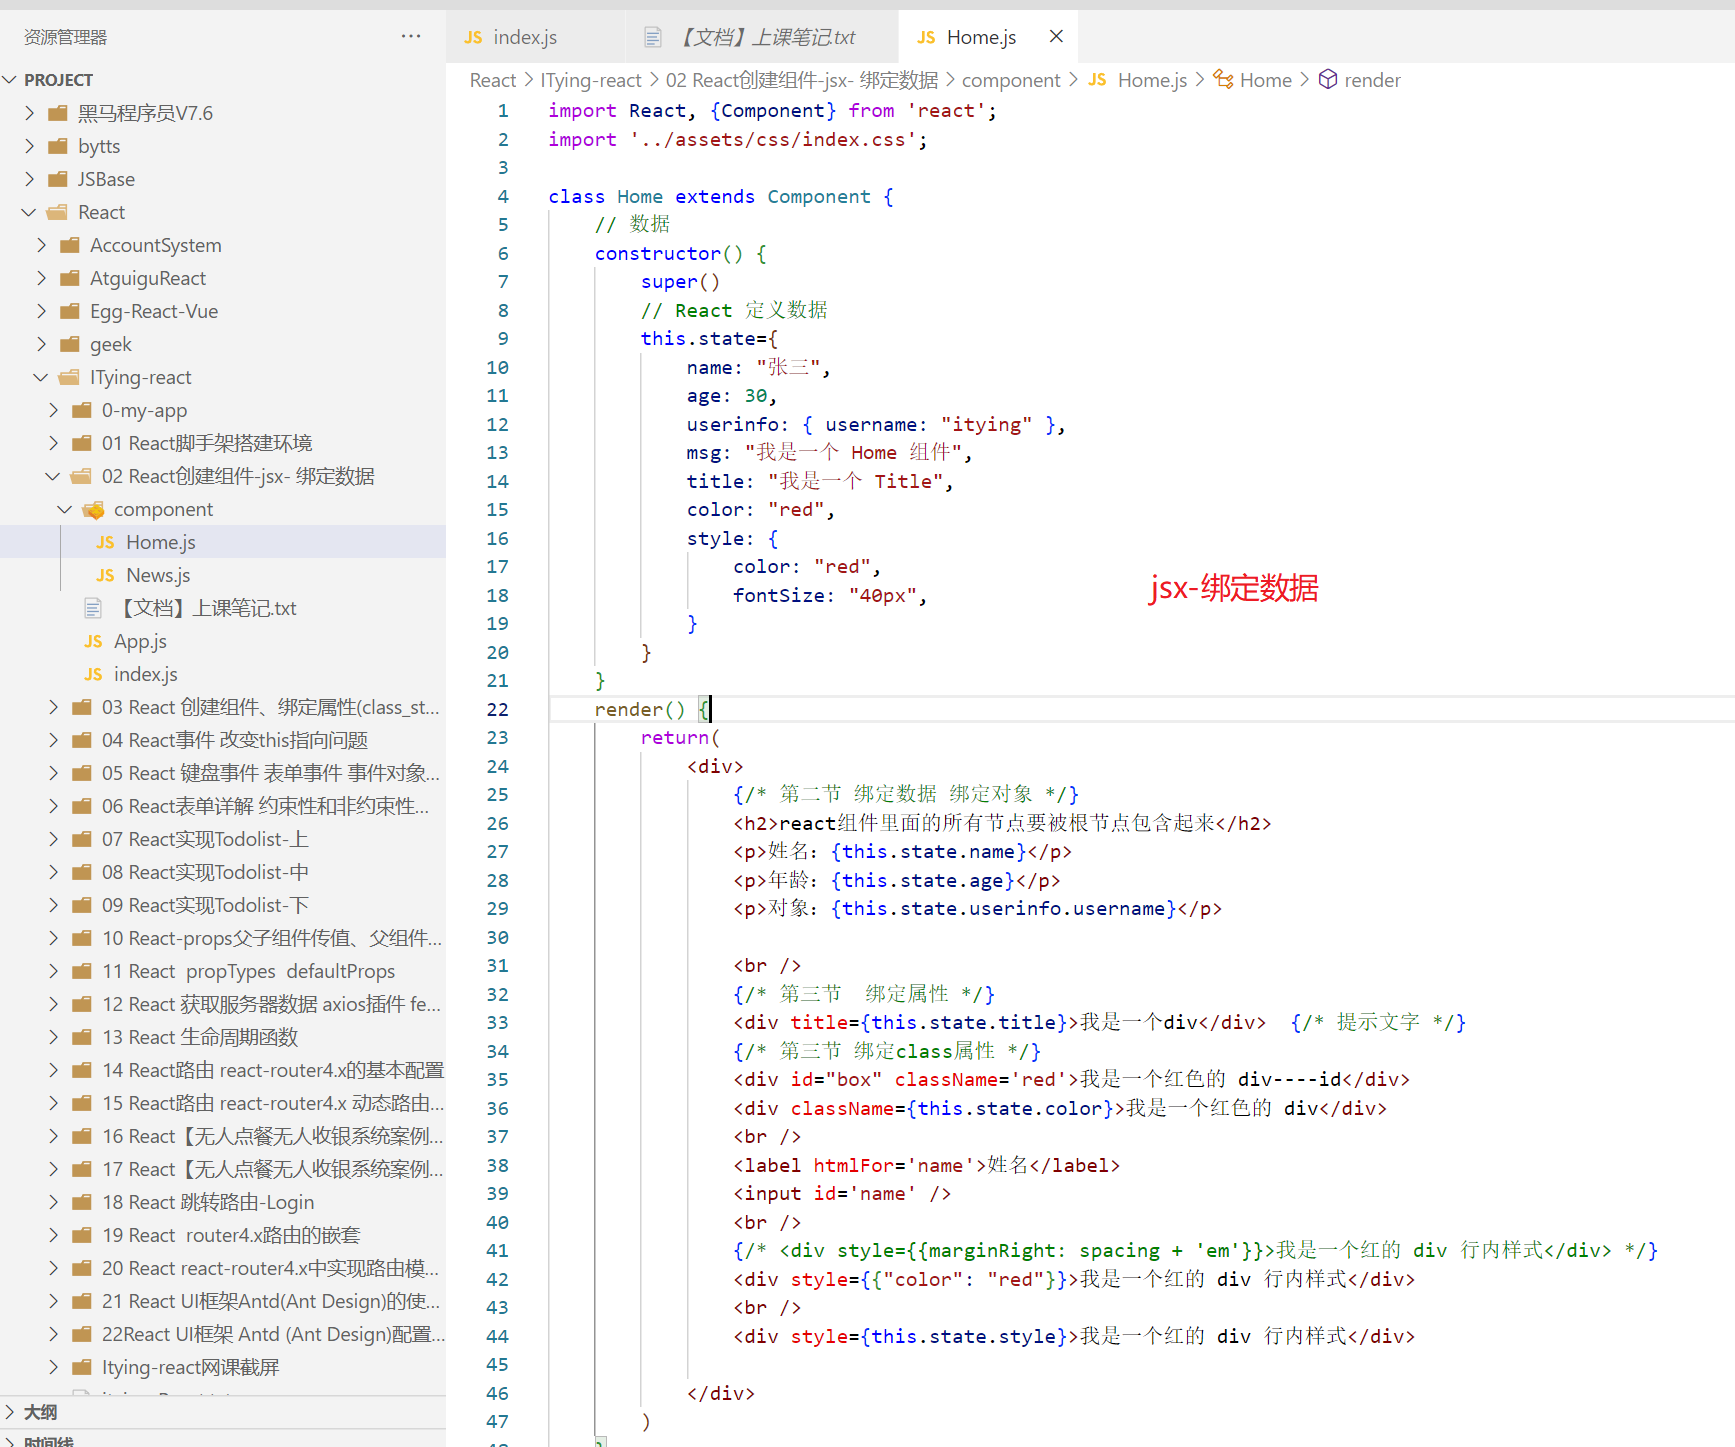 资源管理器
PROJECT
黑马程序员V7.6
bytts
JSBase
React
AccountSystem
AtguiguReact
Egg-React-Vue
geek
ITying-react
0-my-app
01 React脚手架搭建环境
02 React创建组件-jsx- 绑定数据
component
JS Home.js
JS News.js
【文档】上课笔记.txt
JS App.js
JS index.js
03 React 创建组件、绑定属性(class_st...
04 React事件 改变this指向问题
05 React 键盘事件 表单事件 事件对象...
06 React表单详解 约束性和非约束性...
07 React实现Todolist-上
08 React实现Todolist-中
09 React实现Todolist-下
10 React-props父子组件传值、父组件...
11 React  propTypes  defaultProps
12 React 获取服务器数据 axios插件 fe...
13 React 生命周期函数
14 React路由 react-router4.x的基本配置
15 React路由 react-router4.x 动态路由...
16 React【无人点餐无人收银系统案例...
17 React【无人点餐无人收银系统案例...
18 React 跳转路由-Login
19 React  router4.x路由的嵌套
20 React react-router4.x中实现路由模...
21 React UI框架Antd(Ant Design)的使...
22React UI框架 Antd (Ant Design)配置...
Itying-react网课截屏
大纲
时间线
JS index.js 【文档】上课笔记.txt JS Home.js
React > ITying-react > 02 React创建组件-jsx- 绑定数据 > component > JS Home.js > Home > render
1 import React, {Component} from 'react';
2 import '../assets/css/index.css';
3
4 class Home extends Component {
5 // 数据
6 constructor() {
7 super()
8 // React 定义数据
9 this.state={
10 name: "张三",
11 age: 30,
12 userinfo: { username: "itying" },
13 msg: "我是一个 Home 组件",
14 title: "我是一个 Title",
15 color: "red",
16 style: {
17 color: "red",
18 fontSize: "40px",
jsx-绑定数据
19 }
20 }
21 }
22 render() {
23 return(
24 <div>
25 {/* 第二节 绑定数据 绑定对象 */}
26 <h2>react组件里面的所有节点要被根节点包含起来</h2>
27 <p>姓名: {this.state.name}</p>
28 <p>年龄: {this.state.age}</p>
29 <p>对象: {this.state.userinfo.username}</p>
30
31 <br />
32 {/* 第三节  绑定属性 */}
33 <div title={this.state.title}>我是一个div</div>  {/* 提示文字 */}
34 {/* 第三节 绑定class属性 */}
35 <div id="box" className='red'>我是一个红色的 div----id</div>
36 <div className={this.state.color}>我是一个红色的 div</div>
37 <br />
38 <label htmlFor='name'>姓名</label>
39 <input id='name' />
40 <br />
41 {/* <div style={{marginRight: spacing + 'em'}}>我是一个红的 div 行内样式</div> */}
42 <div style={{"color": "red"}}>我是一个红的 div 行内样式</div>
43 <br />
44 <div style={this.state.style}>我是一个红的 div 行内样式</div>
45
46 </div>
47 )